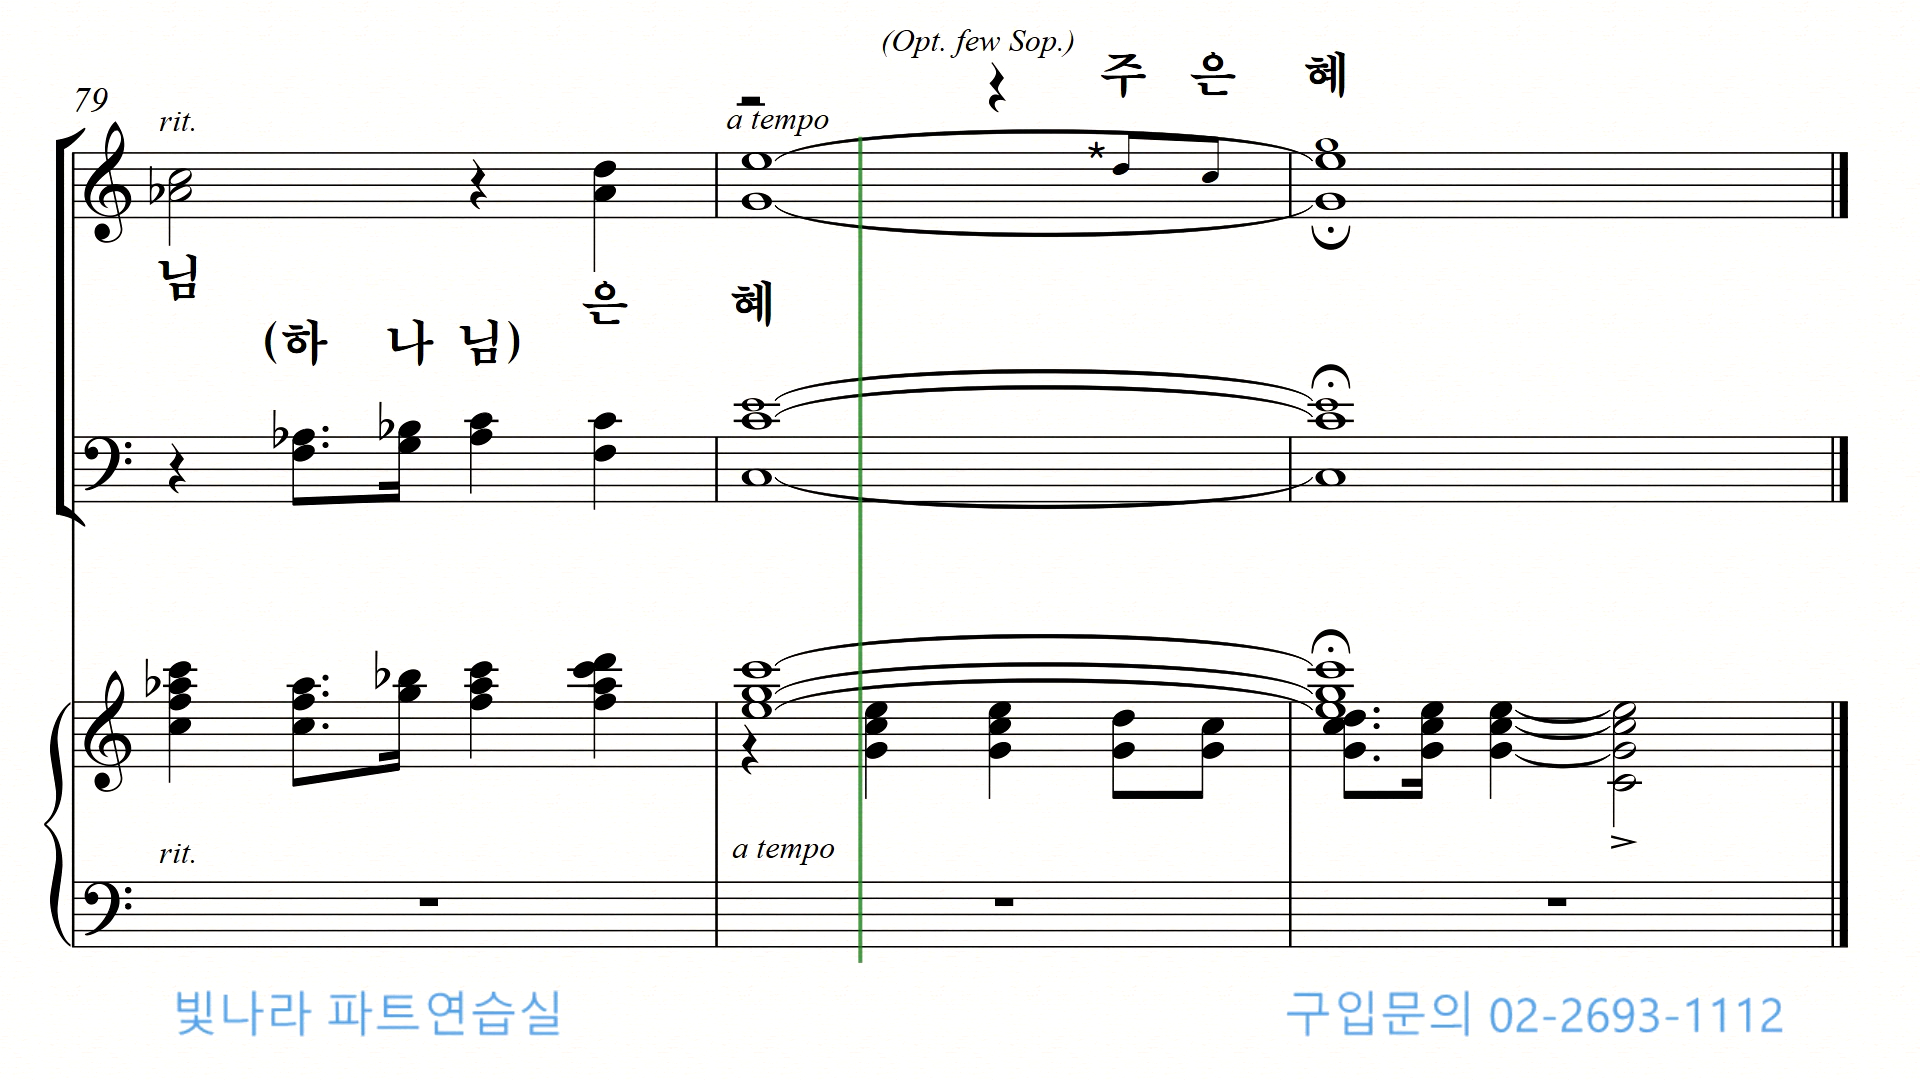 (Opt. few Sop.)
주 은 혜
79
rit.
a tempo
*
님
은 혜
(하 나 님)
rit.
a tempo
빛나라 파트연습실
구입문의 02-2693-1112